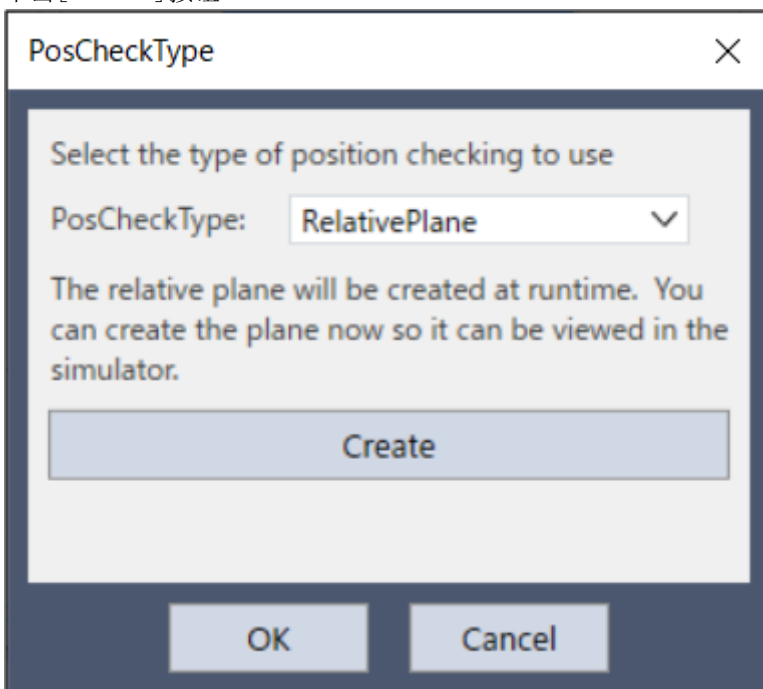 PosCheckType
Select the type of position checking to use
PosCheckType: RelativePlane
The relative plane will be created at runtime. You
can create the plane now so it can be viewed in the
simulator.
Create
OK Cancel